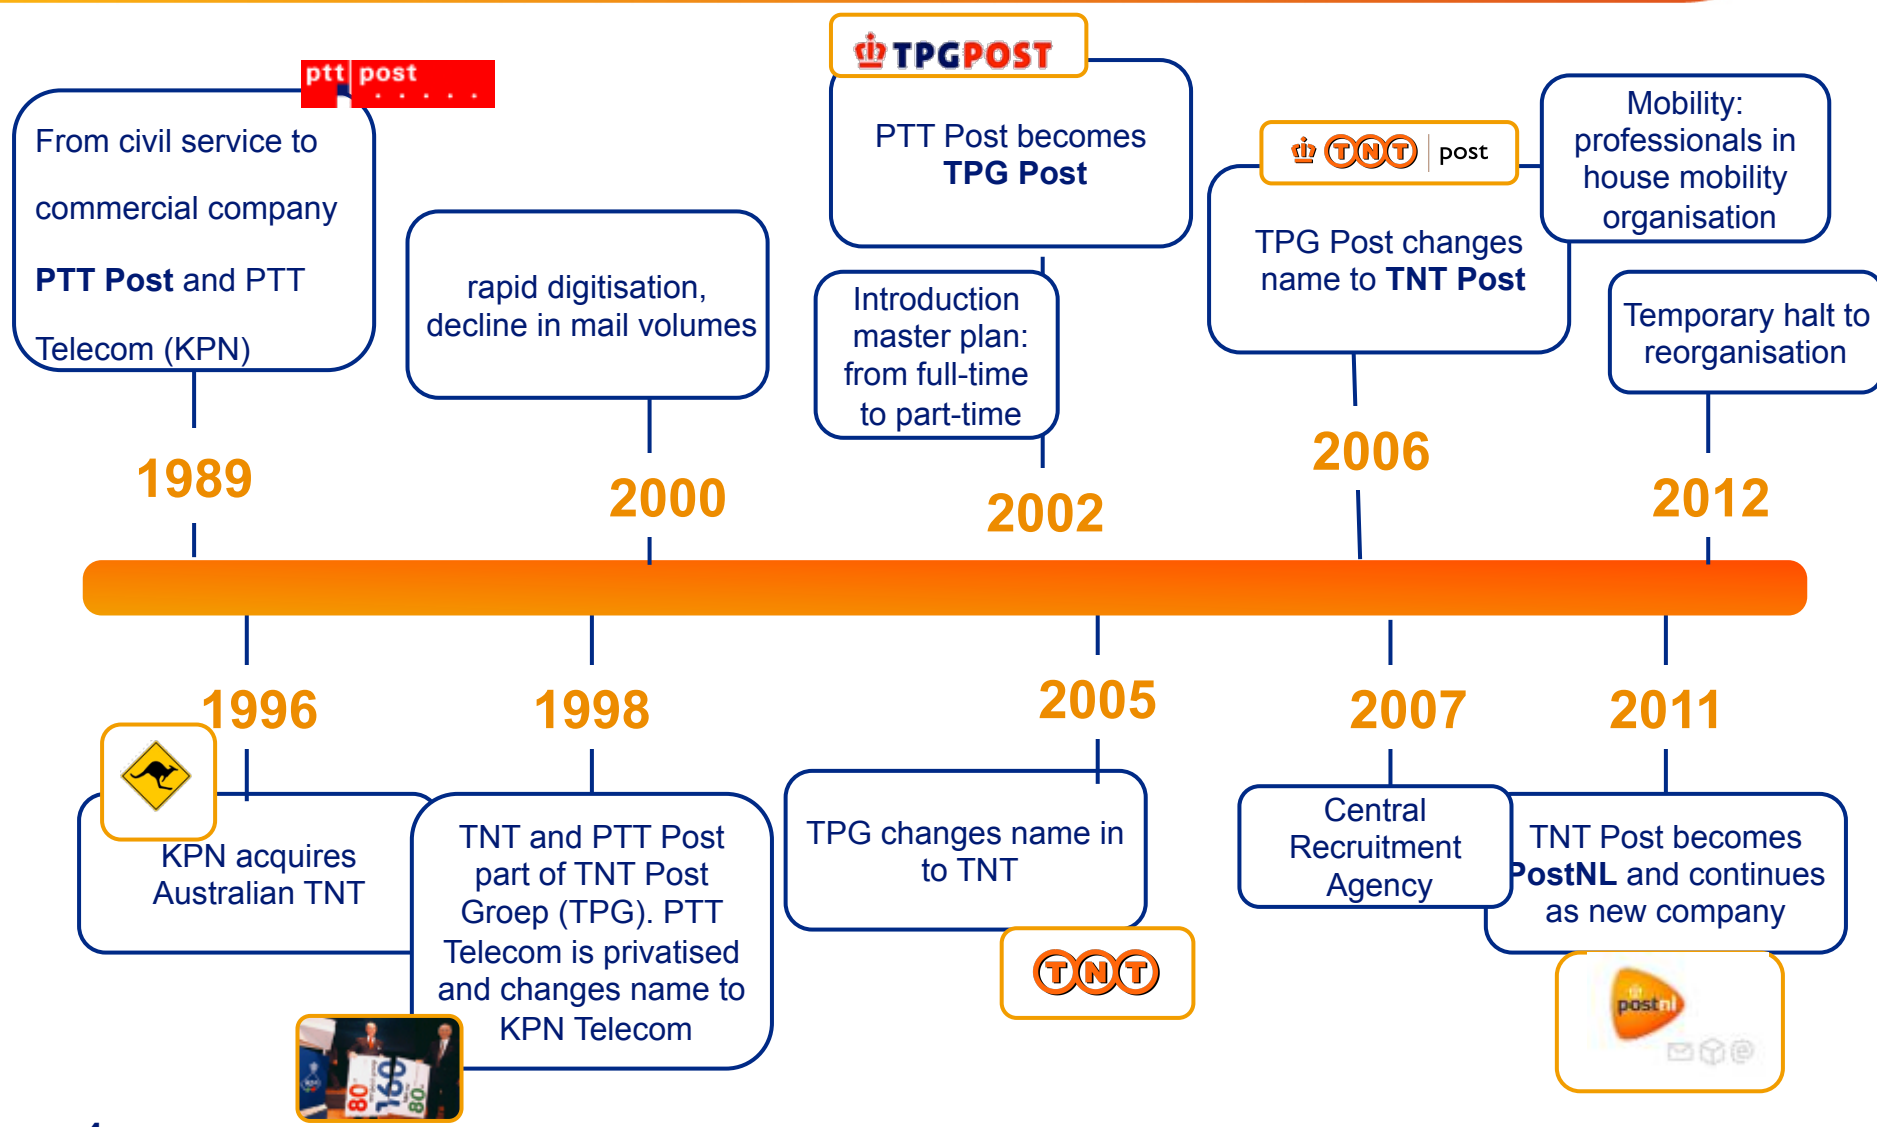 ptt post
From civil service to
commercial company
PTT Post and PTT
Telecom (KPN)
1989
rapid digitisation,
decline in mail volumes
2000
TPGPOST
PTT Post becomes
TPG Post
Introduction
master plan:
from full-time
to part-time
2002
TNT post
TPG Post changes
name to TNT Post
2006
Mobility:
professionals in
house mobility
organisation
Temporary halt to
reorganisation
2012
1996
KPN acquires
Australian TNT
1998
TNT and PTT Post
part of TNT Post
Groep (TPG). PTT
Telecom is privatised
and changes name to
KPN Telecom
80
160
80
2005
TPG changes name in
to TNT
TNT
2007
Central
Recruitment
Agency
2011
TNT Post becomes
PostNL and continues
as new company
postnl